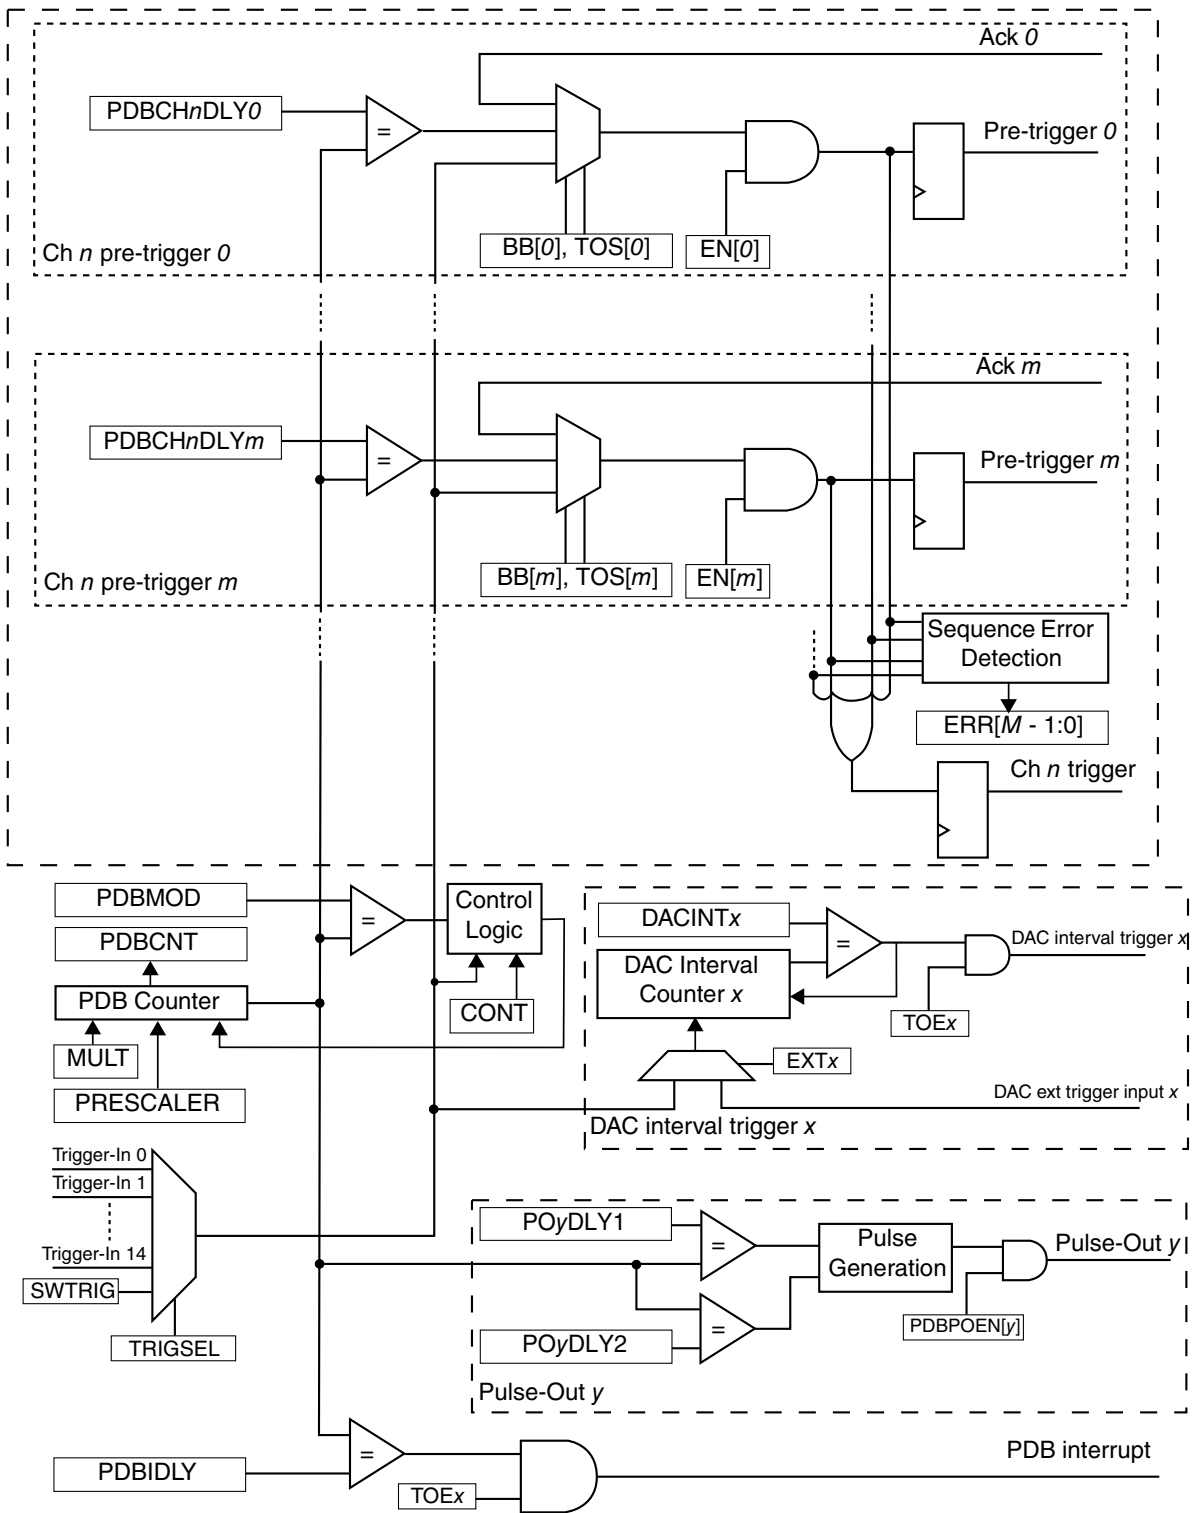 Ack 0
PDBCHnDLY0
=
Pre-trigger 0
BB[0], TOS[0]
EN[0]
Ch n pre-trigger 0
Ack m
PDBCHnDLYm
=
Pre-trigger m
BB[m], TOS[m]
EN[m]
Ch n pre-trigger m
Sequence Error
Detection
ERR[M - 1:0]
Ch n trigger
PDBMOD
=
Control
Logic
PDBCNT
PDB Counter
CONT
MULT
PRESCALER
DACINTx
=
DAC interval trigger x
DAC Interval
Counter x
TOEx
EXTx
DAC ext trigger input x
DAC interval trigger x
Trigger-In 0
Trigger-In 1
Trigger-In 14
SWTRIG
TRIGSEL
POyDLY1
=
Pulse
Generation
Pulse-Out y
=
PDBPOEN[y]
POyDLY2
Pulse-Out y
=
PDB interrupt
PDBIDLY
TOEx